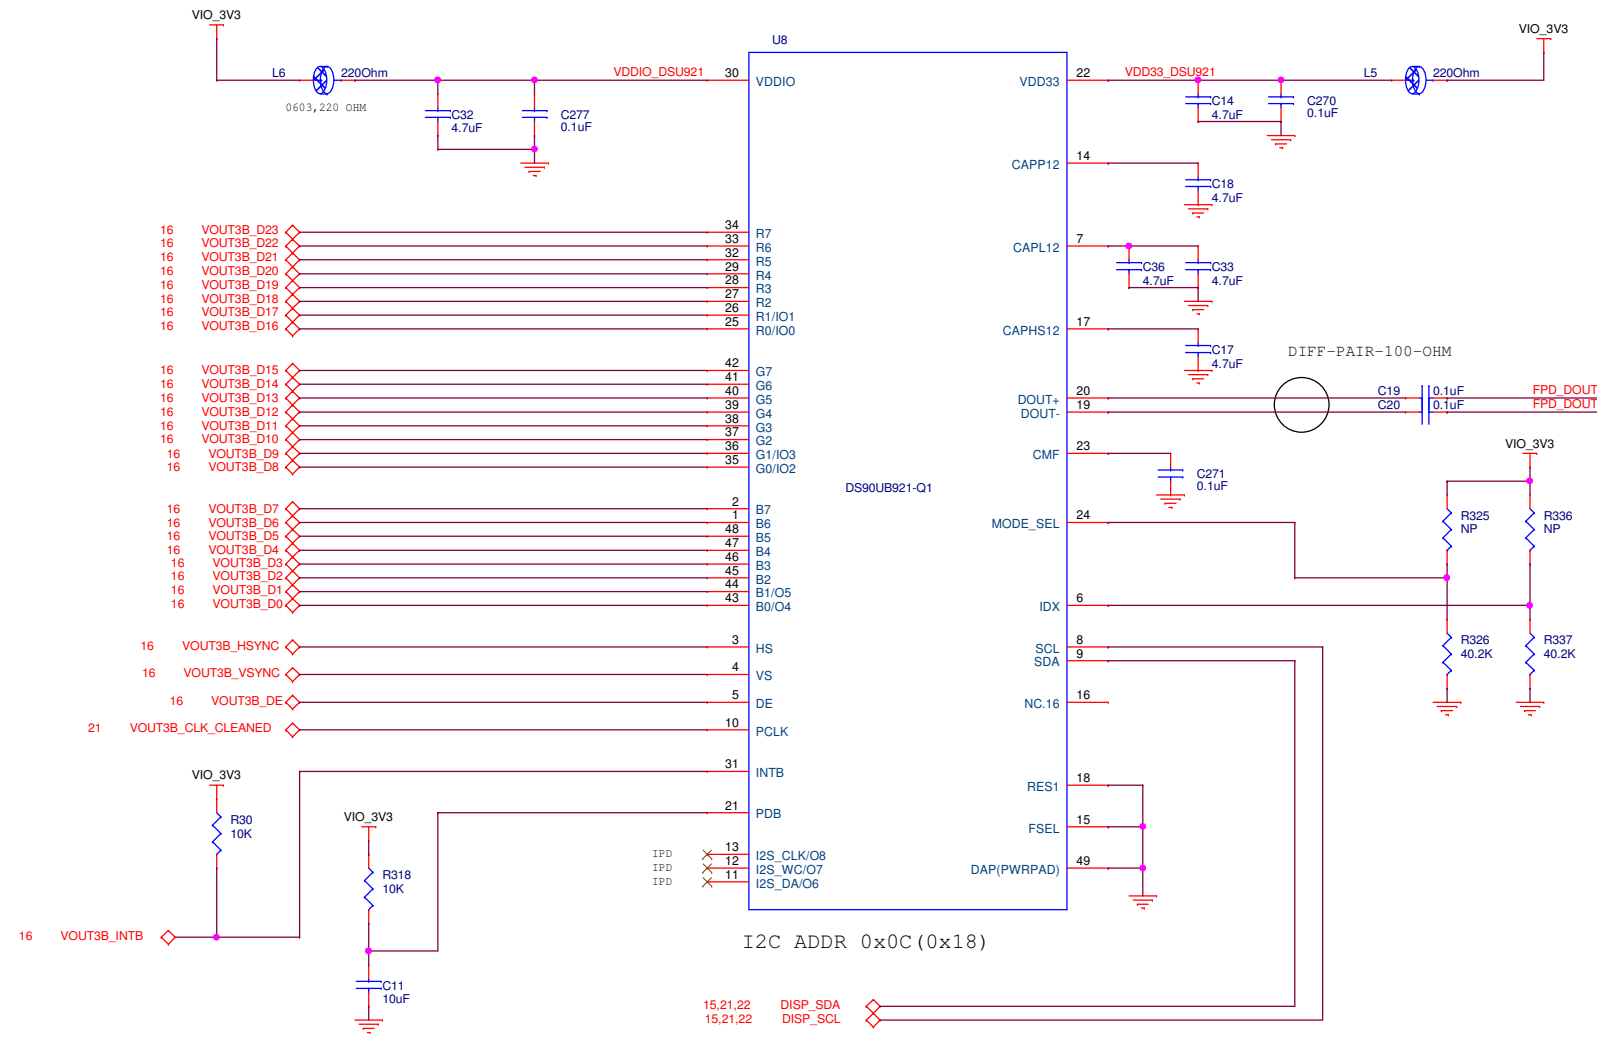 VIO_3V3
VIO_3V3
U8
L6 220Ohm VDDIO_DSU921 30 VDDIO
VDD33 22 VDD33_DSU921 L5 220Ohm
0603,220 OHM
C32
4.7uF
C277
0.1uF
C14
4.7uF
C270
0.1uF
CAPP12 14
C18
4.7uF
16 VOUT3B_D23 34 R7
16 VOUT3B_D22 33 R6
16 VOUT3B_D21 32 R5
16 VOUT3B_D20 29 R4
16 VOUT3B_D19 28 R3
16 VOUT3B_D18 27 R2
16 VOUT3B_D17 26 R1/IO1
16 VOUT3B_D16 25 R0/IO0
CAPL12 7
C36
4.7uF
C33
4.7uF
CAPHS12 17
C17
4.7uF
DIFF-PAIR-100-OHM
16 VOUT3B_D15 42 G7
16 VOUT3B_D14 41 G6
16 VOUT3B_D13 40 G5
16 VOUT3B_D12 39 G4
16 VOUT3B_D11 38 G3
16 VOUT3B_D10 37 G2
16 VOUT3B_D9 36 G1/IO3
16 VOUT3B_D8 35 G0/IO2
DOUT+ 20 C19 0.1uF FPD_DOUT
DOUT- 19 C20 0.1uF FPD_DOUT
CMF 23
C271
0.1uF
VIO_3V3
DS90UB921-Q1
16 VOUT3B_D7 2 B7
16 VOUT3B_D6 1 B6
16 VOUT3B_D5 48 B5
16 VOUT3B_D4 47 B4
16 VOUT3B_D3 46 B3
16 VOUT3B_D2 45 B2
16 VOUT3B_D1 44 B1/O5
16 VOUT3B_D0 43 B0/O4
MODE_SEL 24
R325
NP
R336
NP
IDX 6
16 VOUT3B_HSYNC 3 HS
16 VOUT3B_VSYNC 4 VS
16 VOUT3B_DE 5 DE
21 VOUT3B_CLK_CLEANED 10 PCLK
SCL 8
SDA 9
R326
40.2K
R337
40.2K
NC.16 16
VIO_3V3
31 INTB
RES1 18
R30
10K
VIO_3V3
21 PDB
FSEL 15
IPD 13 I2S_CLK/O8
IPD 12 I2S_WC/O7
IPD 11 I2S_DA/O6
DAP(PWRPAD) 49
R318
10K
16 VOUT3B_INTB
I2C ADDR 0x0C(0x18)
C11
10uF
15,21,22 DISP_SDA
15,21,22 DISP_SCL